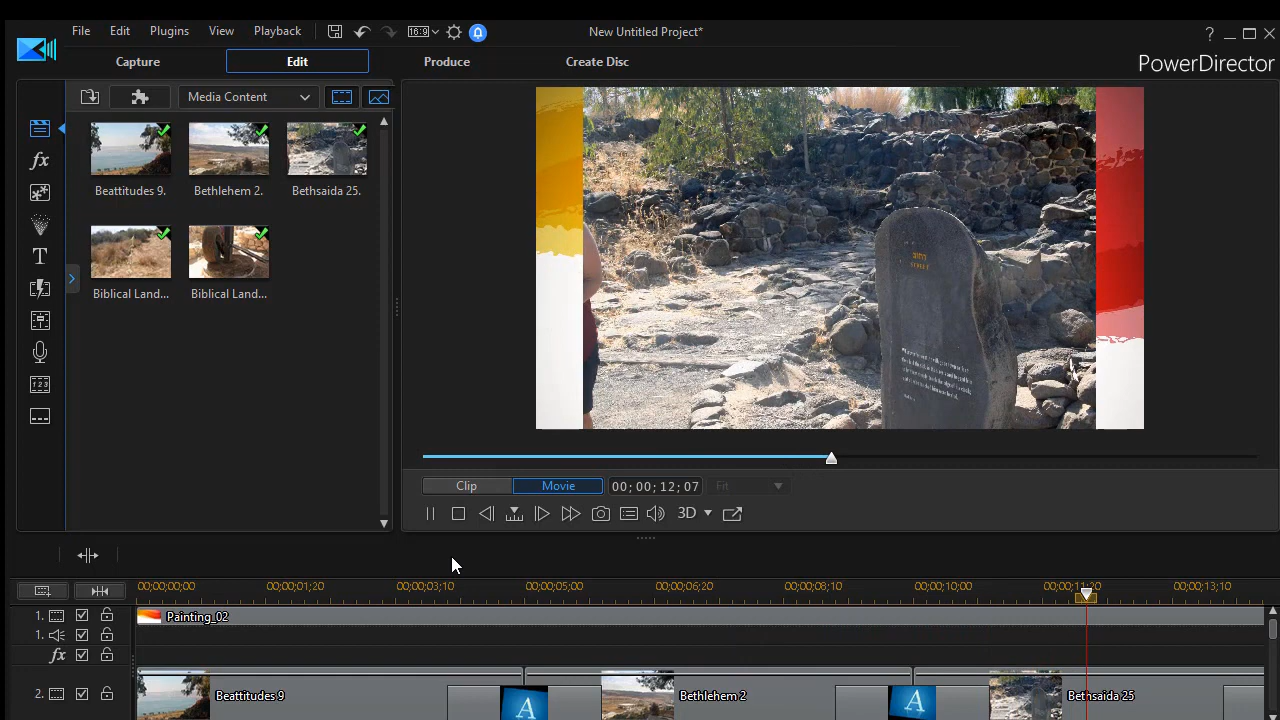 File Edit Plugins View Playback 16:9 New Untitled Project* ?
Capture Edit Produce Create Disc PowerDirector
Media Content
Beattitudes 9. Bethlehem 2. Bethsaida 25.
Biblical Land... Biblical Land...
fx
T
Clip Movie 00;00;12;07 Fit
3D
00;00;00;00 00;00;01;20 00;00;03;10 00;00;05;00 00;00;06;20 00;00;08;10 00;00;10;00 00;00;11;20 00;00;13;10
1. Painting_02
1.
fx
2. Beattitudes 9 A Bethlehem 2 A Bethsaida 25